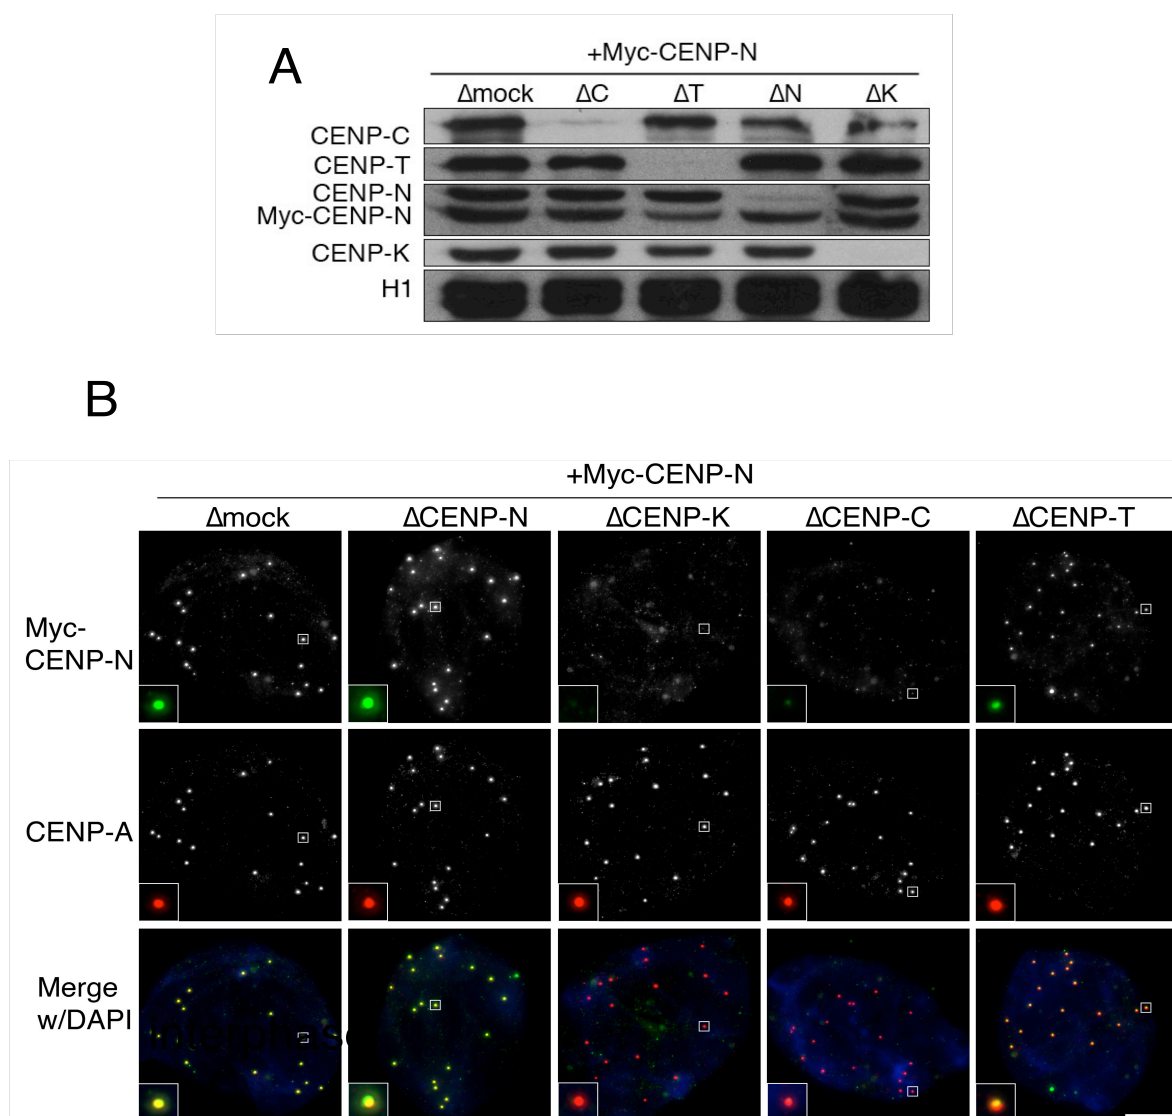 A
+Myc-CENP-N
Δmock ΔC ΔT ΔN ΔK
CENP-C
CENP-T
CENP-N
Myc-CENP-N
CENP-K
H1
B
+Myc-CENP-N
Δmock ΔCENP-N ΔCENP-K ΔCENP-C ΔCENP-T
Myc-
CENP-N
CENP-A
Merge
w/DAPI